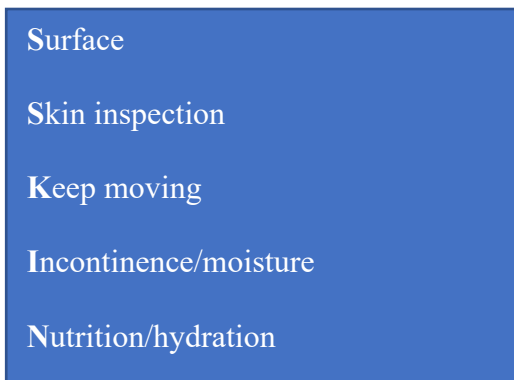 Surface
Skin inspection
Keep moving
Incontinence/moisture
Nutrition/hydration